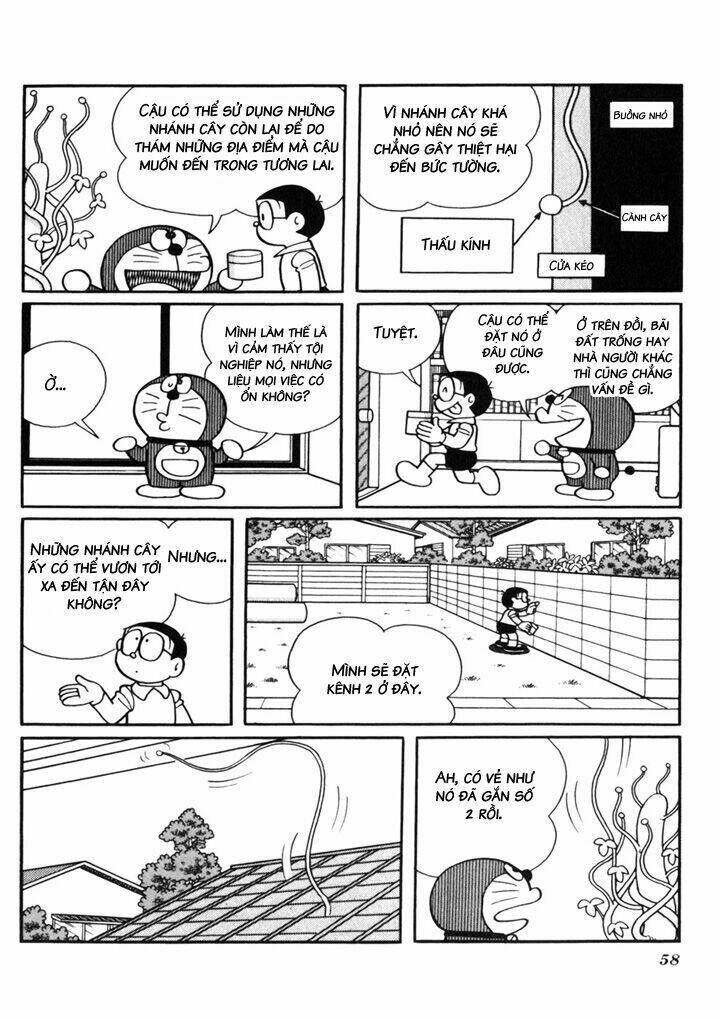 CẬU CÓ THỂ SỬ DỤNG NHỮNG
NHÁNH CÂY CÒN LẠI ĐỂ DO
THÁM NHỮNG ĐỊA ĐIỂM MÀ CẬU
MUỐN ĐẾN TRONG TƯƠNG LAI.
VÌ NHÁNH CÂY KHÁ
NHỎ NÊN NÓ SẼ
CHẲNG GÂY THIỆT HẠI
ĐẾN BỨC TƯỜNG.
BUỒNG NHỎ
CÀNH CÂY
THẤU KÍNH
CỬA KÉO
MÌNH LÀM THẾ LÀ
VÌ CẢM THẤY TỘI
NGHIỆP NÓ, NHƯNG
LIỆU MỌI VIỆC CÓ
ỔN KHÔNG?
Ờ...
TUYỆT.
CẬU CÓ THỂ
ĐẶT NÓ Ở
ĐÂU CŨNG
ĐƯỢC.
Ở TRÊN ĐỒI, BÃI
ĐẤT TRỐNG HAY
NHÀ NGƯỜI KHÁC
THÌ CŨNG CHẲNG
VẤN ĐỀ GÌ.
NHỮNG NHÁNH CÂY
ẤY CÓ THỂ VƯƠN TỚI
XA ĐẾN TẬN ĐÂY
KHÔNG?
NHƯNG...
MÌNH SẼ ĐẶT
KÊNH 2 Ở ĐÂY.
AH, CÓ VẺ NHƯ
NÓ ĐÃ GẮN SỐ
2 RỒI.
58